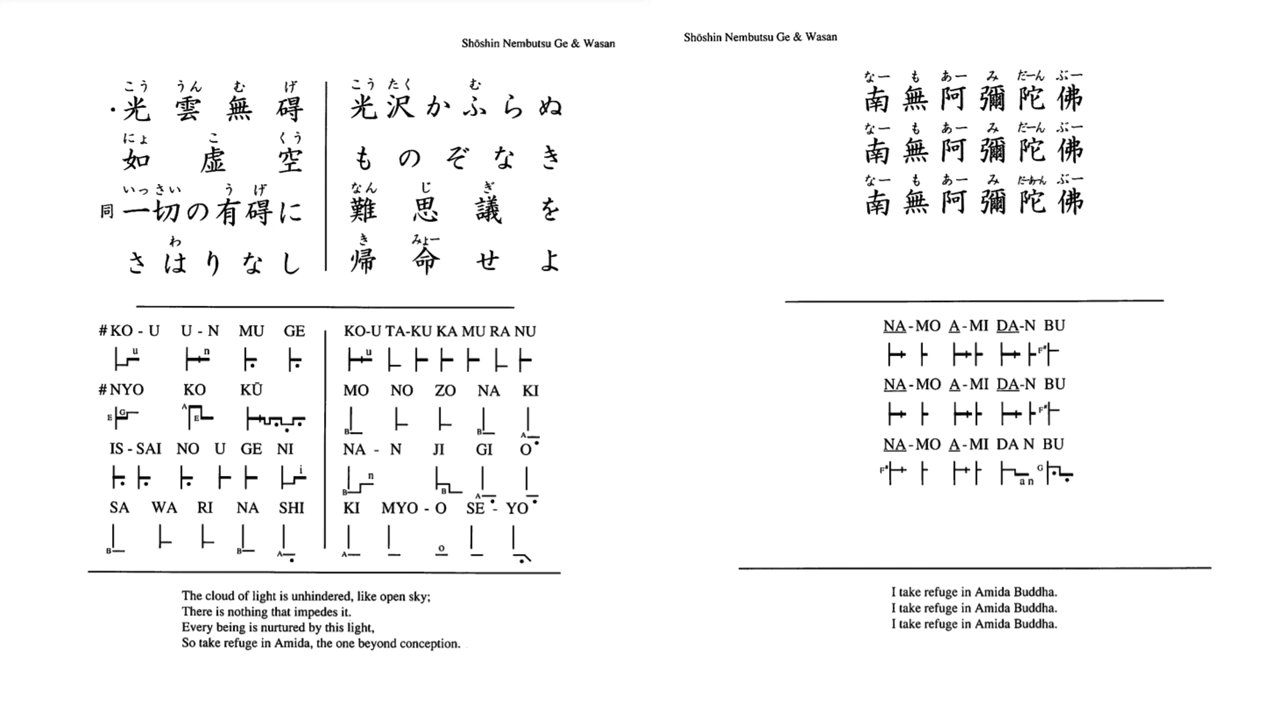 Shōshin Nembutsu Ge & Wasan
こう うん む げ
・光雲無碍
にょ こ くう
如虚空
いっさい う げ
同 一切の有碍に
わ
さはりなし
こう たく む
光沢かふらぬ
ものぞなき
なん じ ぎ
難思議を
き みょー
帰命せよ
#KO - U U - N MU GE
u n
#NYO KO KŪ
E G A E
IS - SAI NO U GE NI
i
SA WA RI NA SHI
B B A
KO-U TA-KU KA MU RA NU
u
MO NO ZO NA KI
B B A
NA - N JI GI O
B n B A
KI MYO - O SE - YO
A o
The cloud of light is unhindered, like open sky;
There is nothing that impedes it.
Every being is nurtured by this light,
So take refuge in Amida, the one beyond conception.
Shōshin Nembutsu Ge & Wasan
なー も あー み だーん ぶー
南無阿彌陀佛
なー も あー み だーん ぶー
南無阿彌陀佛
なー も あー み ぶー
南無阿彌陀佛
NA - MO A - MI DA - N BU
F#
NA - MO A - MI DA - N BU
F#
NA - MO A - MI DA N BU
F# an G
I take refuge in Amida Buddha.
I take refuge in Amida Buddha.
I take refuge in Amida Buddha.